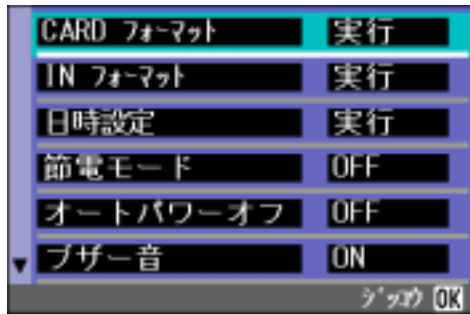 CARD フォーマット 実行
IN フォーマット 実行
日時設定 実行
節電モード OFF
オートパワーオフ OFF
ブザー音 ON
ジッコウ OK